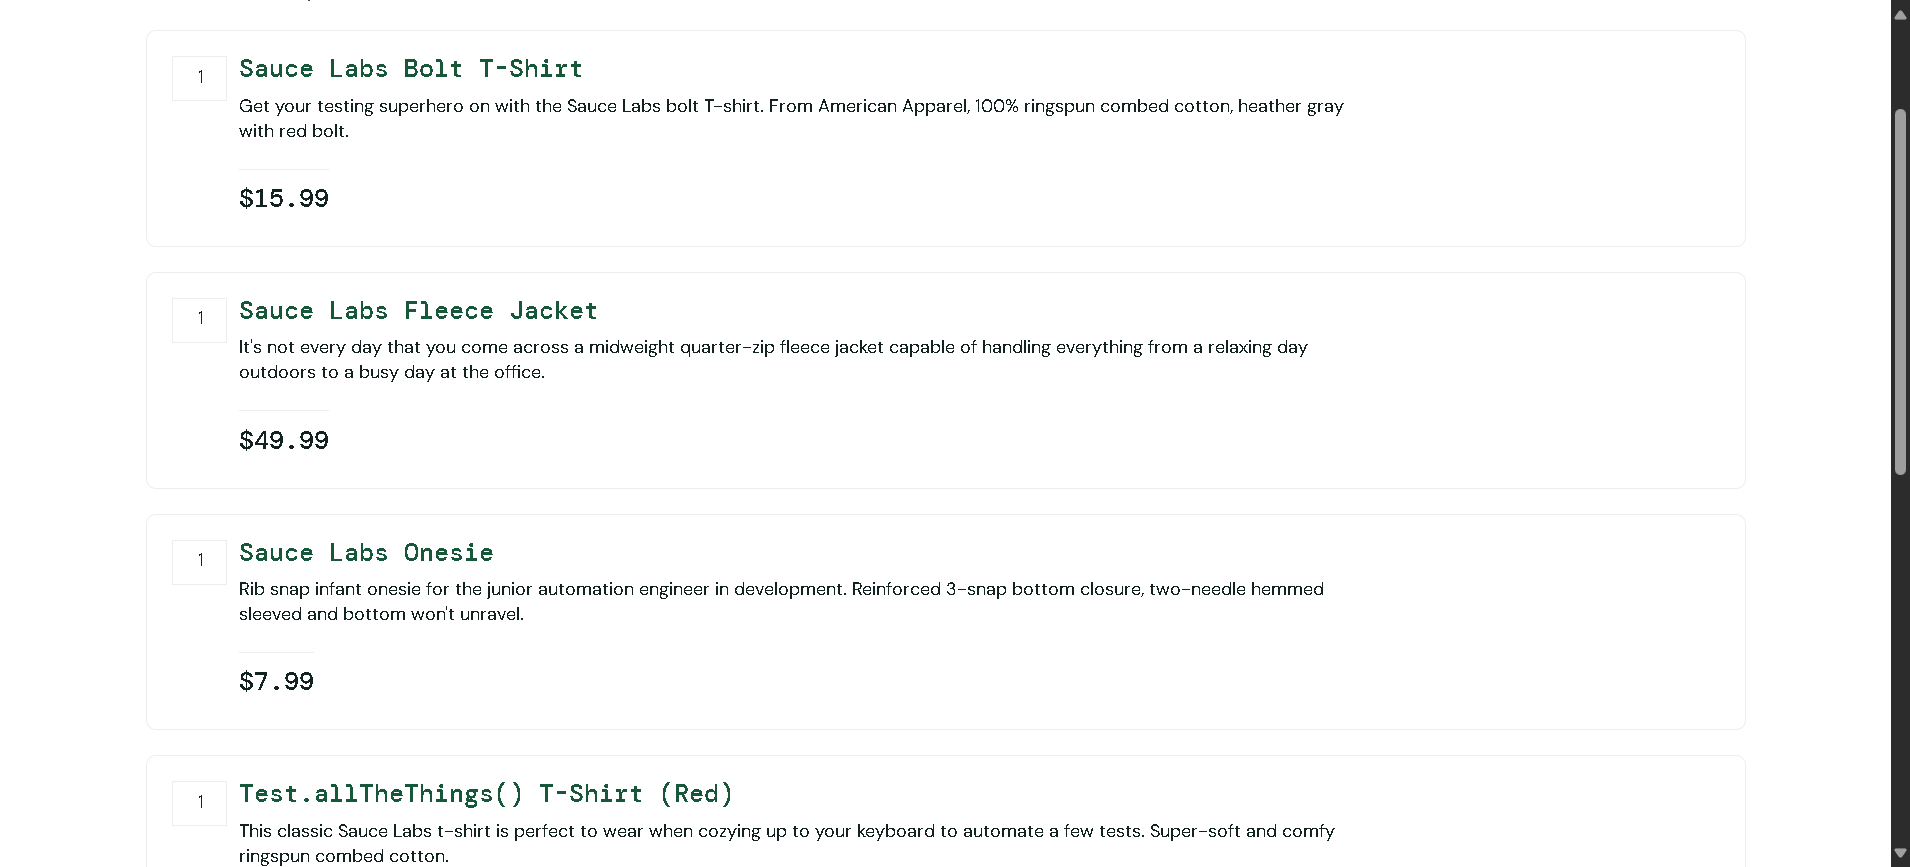 1
Sauce Labs Bolt T-Shirt
Get your testing superhero on with the Sauce Labs bolt T-shirt. From American Apparel, 100% ringspun combed cotton, heather gray
with red bolt.
$15.99
1
Sauce Labs Fleece Jacket
It's not every day that you come across a midweight quarter-zip fleece jacket capable of handling everything from a relaxing day
outdoors to a busy day at the office.
$49.99
1
Sauce Labs Onesie
Rib snap infant onesie for the junior automation engineer in development. Reinforced 3-snap bottom closure, two-needle hemmed
sleeved and bottom won't unravel.
$7.99
1
Test.allTheThings() T-Shirt (Red)
This classic Sauce Labs t-shirt is perfect to wear when cozying up to your keyboard to automate a few tests. Super-soft and comfy
ringspun combed cotton.